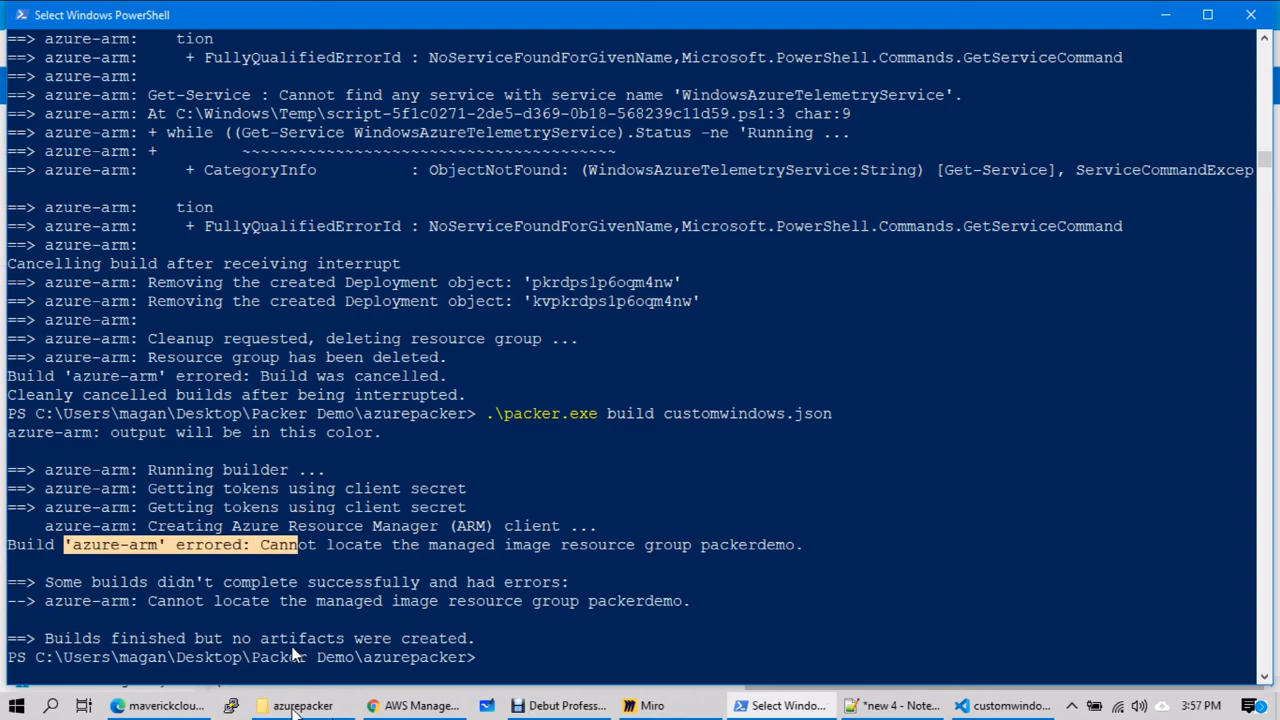 Select Windows PowerShell
==> azure-arm:    tion
==> azure-arm:     + FullyQualifiedErrorId : NoServiceFoundForGivenName,Microsoft.PowerShell.Commands.GetServiceCommand
==> azure-arm:
==> azure-arm: Get-Service : Cannot find any service with service name 'WindowsAzureTelemetryService'.
==> azure-arm: At C:\Windows\Temp\script-5f1c0271-2de5-d369-0b18-568239c11d59.ps1:3 char:9
==> azure-arm: + while ((Get-Service WindowsAzureTelemetryService).Status -ne 'Running ...
==> azure-arm: +         ~~~~~~~~~~~~~~~~~~~~~~~~~~~~~~~~~~~~~~~~
==> azure-arm:     + CategoryInfo          : ObjectNotFound: (WindowsAzureTelemetryService:String) [Get-Service], ServiceCommandExcep
==> azure-arm:    tion
==> azure-arm:     + FullyQualifiedErrorId : NoServiceFoundForGivenName,Microsoft.PowerShell.Commands.GetServiceCommand
==> azure-arm:
Cancelling build after receiving interrupt
==> azure-arm: Removing the created Deployment object: 'pkrdps1p6oqm4nw'
==> azure-arm: Removing the created Deployment object: 'kvpkrdps1p6oqm4nw'
==> azure-arm:
==> azure-arm: Cleanup requested, deleting resource group ...
==> azure-arm: Resource group has been deleted.
Build 'azure-arm' errored: Build was cancelled.
Cleanly cancelled builds after being interrupted.
PS C:\Users\magan\Desktop\Packer Demo\azurepacker> .\packer.exe build customwindows.json
azure-arm: output will be in this color.
==> azure-arm: Running builder ...
==> azure-arm: Getting tokens using client secret
==> azure-arm: Getting tokens using client secret
    azure-arm: Creating Azure Resource Manager (ARM) client ...
Build 'azure-arm' errored: Cannot locate the managed image resource group packerdemo.
==> Some builds didn't complete successfully and had errors:
--> azure-arm: Cannot locate the managed image resource group packerdemo.
==> Builds finished but no artifacts were created.
PS C:\Users\magan\Desktop\Packer Demo\azurepacker>
maverickclou... azurepacker AWS Manage... Debut Profess... Miro Select Windo... *new 4 - Note... customwindo... 3:57 PM